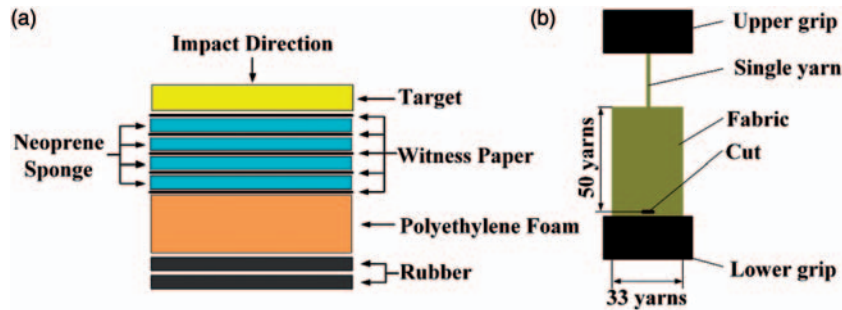 (a)
Impact Direction
Target
Neoprene
Sponge
Witness Paper
Polyethylene Foam
Rubber
(b)
Upper grip
Single yarn
Fabric
Cut
50 yarns
Lower grip
33 yarns